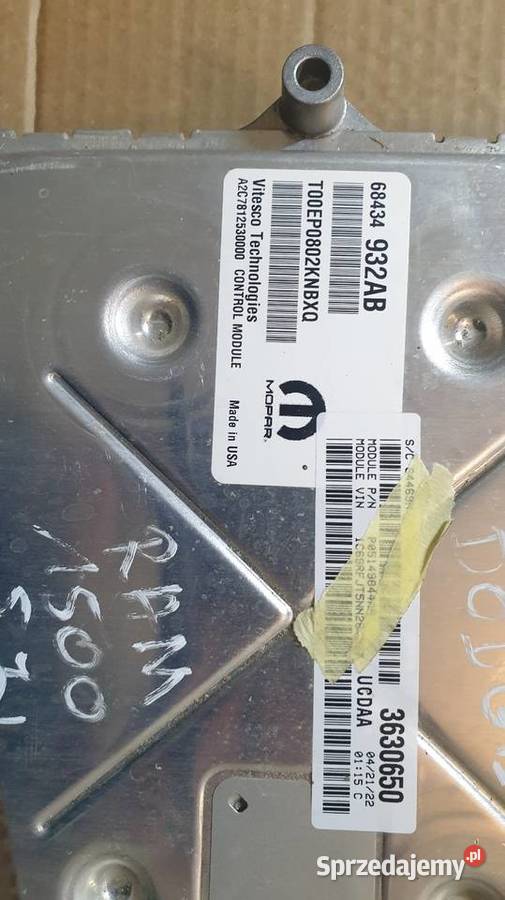 68434 932AB
T00EP0802KNBXQ
Vitesco Technologies
A2C7812530000 CONTROL MODULE
Made in USA
MOPAR
S/C
MODULE P/N
MODULE VIN
UCDAA
3630650
04/21/22
01:15 C
RAM
1500
Sprzedajemy.pl